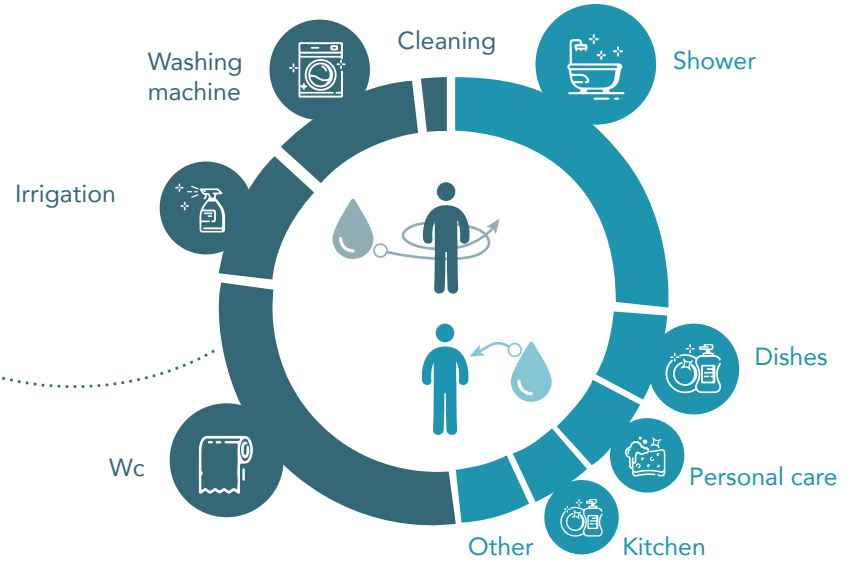 Cleaning
Shower
Washing
machine
Irrigation
Dishes
Wc
Personal care
Other
Kitchen